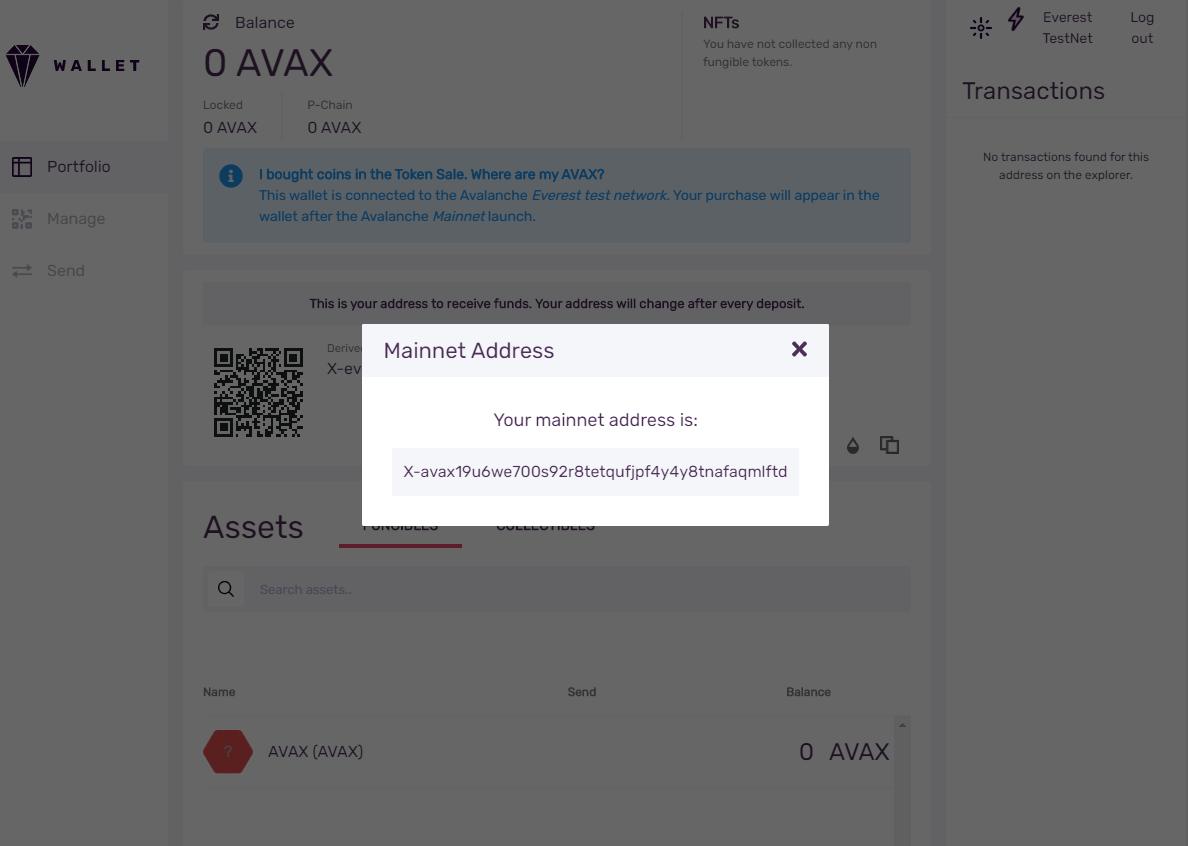 WALLET
Portfolio
Manage
Send
Balance
0 AVAX
Locked
0 AVAX
P-Chain
0 AVAX
NFTs
You have not collected any non
fungible tokens.
I bought coins in the Token Sale. Where are my AVAX?
This wallet is connected to the Avalanche Everest test network. Your purchase will appear in the
wallet after the Avalanche Mainnet launch.
This is your address to receive funds. Your address will change after every deposit.
Mainnet Address
Your mainnet address is:
X-avax19u6we700s92r8tetqufjpf4y4y8tnafaqmlftd
Assets
FUNGIBLES
COLLECTIBLES
Search assets..
Name
Send
Balance
?
AVAX (AVAX)
0 AVAX
Everest
TestNet
Log
out
Transactions
No transactions found for this
address on the explorer.